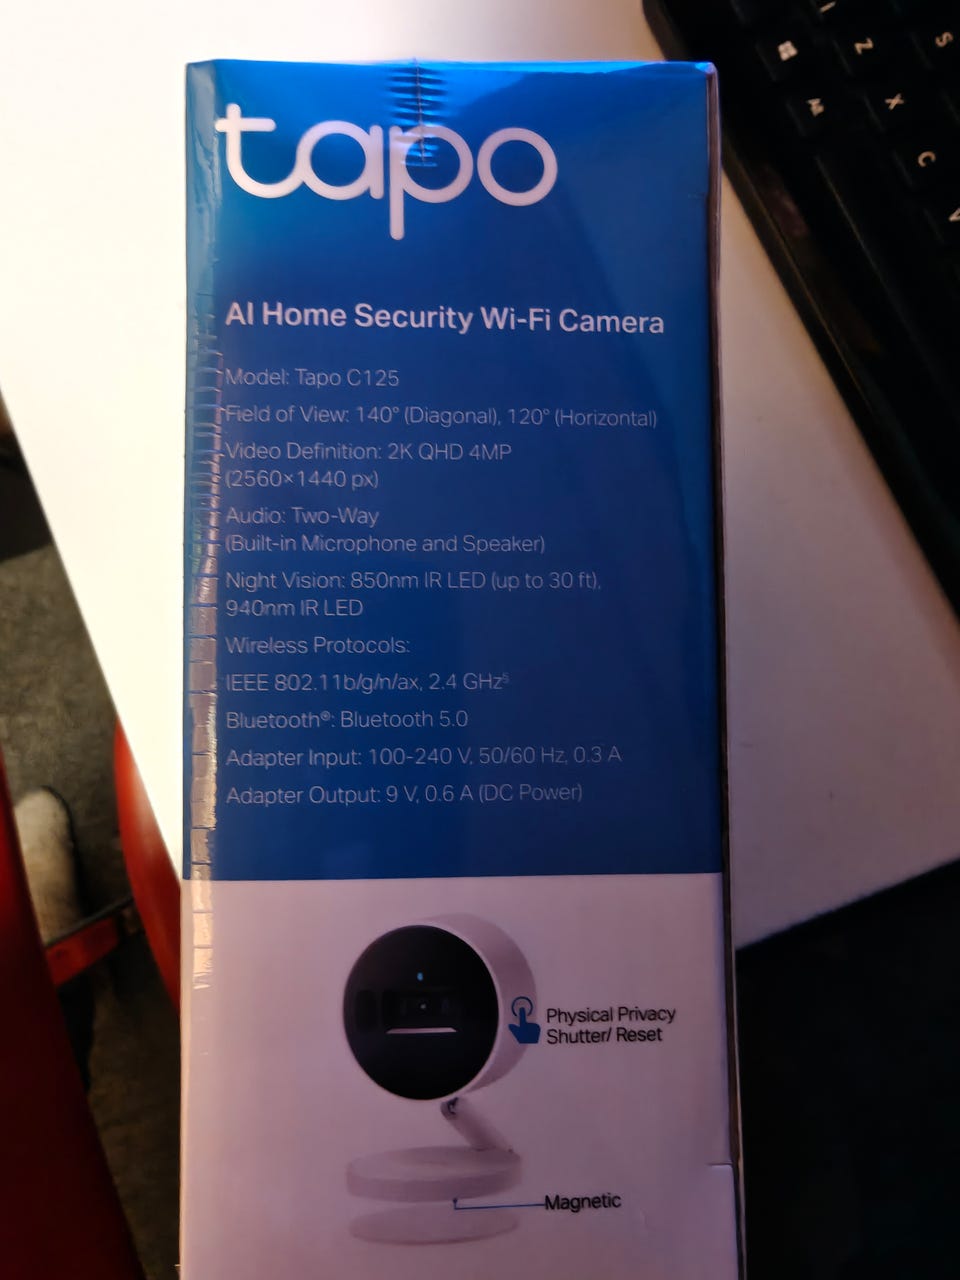 tapo
AI Home Security Wi-Fi Camera
Model: Tapo C125
Field of View: 140° (Diagonal), 120° (Horizontal)
Video Definition: 2K QHD 4MP
(2560×1440 px)
Audio: Two-Way
(Built-in Microphone and Speaker)
Night Vision: 850nm IR LED (up to 30 ft),
940nm IR LED
Wireless Protocols:
IEEE 802.11b/g/n/ax, 2.4 GHz⁵
Bluetooth®: Bluetooth 5.0
Adapter Input: 100-240 V, 50/60 Hz, 0.3 A
Adapter Output: 9 V, 0.6 A (DC Power)
Physical Privacy
Shutter/ Reset
Magnetic
Z
S
X
C